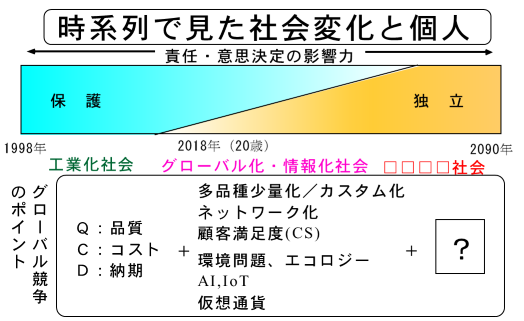 時系列で見た社会変化と個人
責任・意思決定の影響力
保 護
独 立
1998年
2018年（20歳）
2090年
工業化社会
グローバル化・情報化社会
□□□□社会
グローバル競争
のポイント
Q：品質
C：コスト
D：納期
+
多品種少量化／カスタム化
ネットワーク化
顧客満足度(CS)
環境問題、エコロジー
AI,IoT
仮想通貨
+
？